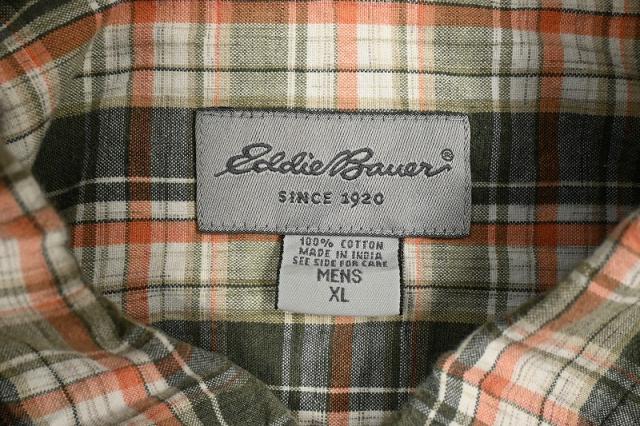 Eddie Bauer®
SINCE 1920
100% COTTON
MADE IN INDIA
SEE SIDE FOR CARE
MENS
XL